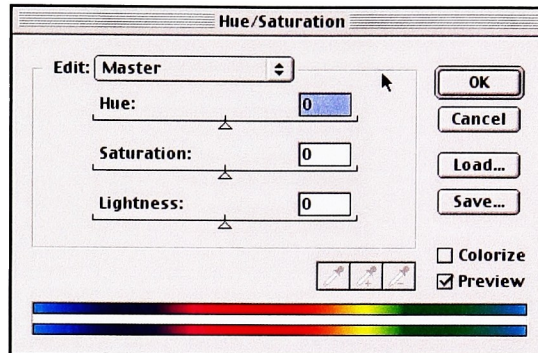 Hue/Saturation
Edit: Master
Hue: 0
Saturation: 0
Lightness: 0
OK
Cancel
Load...
Save...
Colorize
Preview